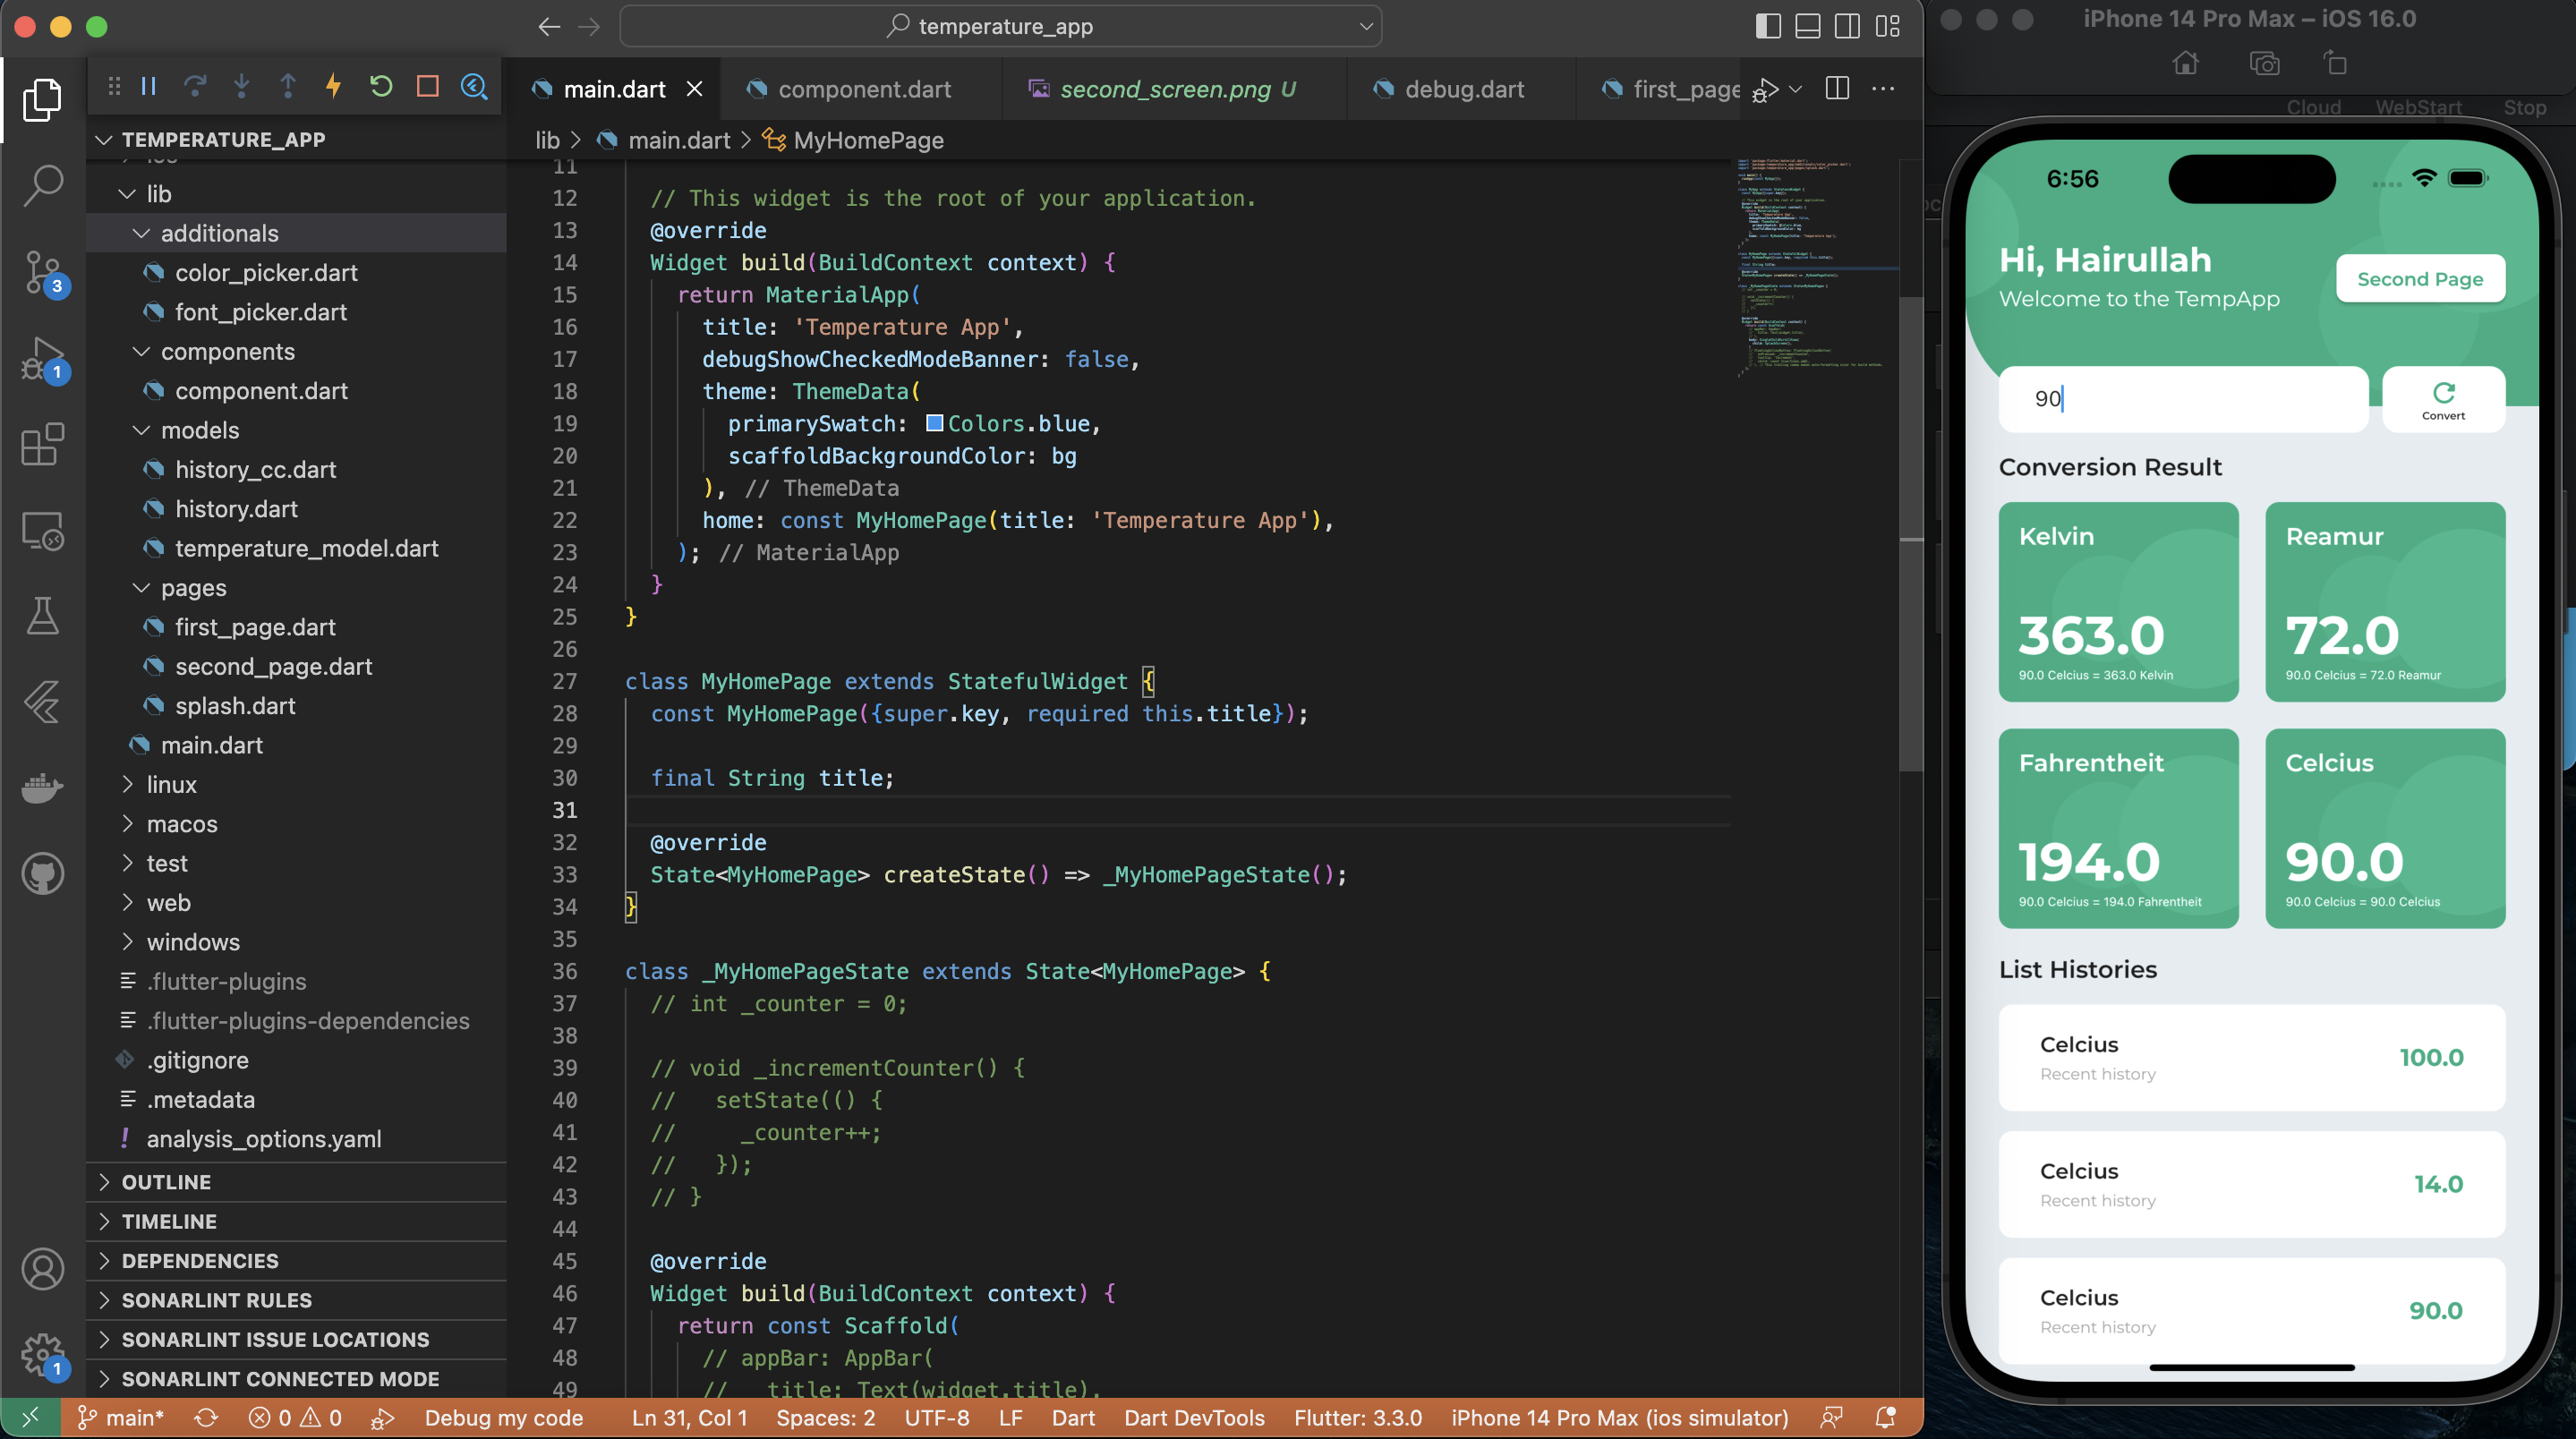 temperature_app
main.dart
component.dart
second_screen.png U
debug.dart
first_page
TEMPERATURE_APP
lib > main.dart > MyHomePage
lib
additionals
color_picker.dart
font_picker.dart
components
component.dart
models
history_cc.dart
history.dart
temperature_model.dart
pages
first_page.dart
second_page.dart
splash.dart
main.dart
linux
macos
test
web
windows
.flutter-plugins
.flutter-plugins-dependencies
.gitignore
.metadata
! analysis_options.yaml
OUTLINE
TIMELINE
DEPENDENCIES
SONARLINT RULES
SONARLINT ISSUE LOCATIONS
SONARLINT CONNECTED MODE
3
1
1
11
12 // This widget is the root of your application.
13 @override
14 Widget build(BuildContext context) {
15 return MaterialApp(
16 title: 'Temperature App',
17 debugShowCheckedModeBanner: false,
18 theme: ThemeData(
19 primarySwatch: Colors.blue,
20 scaffoldBackgroundColor: bg
21 ), // ThemeData
22 home: const MyHomePage(title: 'Temperature App'),
23 ); // MaterialApp
24 }
25 }
26
27 class MyHomePage extends StatefulWidget {
28 const MyHomePage({super.key, required this.title});
29
30 final String title;
31
32 @override
33 State<MyHomePage> createState() => _MyHomePageState();
34 }
35
36 class _MyHomePageState extends State<MyHomePage> {
37 // int _counter = 0;
38
39 // void _incrementCounter() {
40 // setState(() {
41 // _counter++;
42 // });
43 // }
44
45 @override
46 Widget build(BuildContext context) {
47 return const Scaffold(
48 // appBar: AppBar(
49 // title: Text(widget.title),
main*
0
0
Debug my code
Ln 31, Col 1
Spaces: 2
UTF-8
LF
Dart
Dart DevTools
Flutter: 3.3.0
iPhone 14 Pro Max (ios simulator)
iPhone 14 Pro Max – iOS 16.0
Cloud
WebStart
Stop
6:56
Hi, Hairullah
Welcome to the TempApp
Second Page
90
Convert
Conversion Result
Kelvin
363.0
90.0 Celcius = 363.0 Kelvin
Reamur
72.0
90.0 Celcius = 72.0 Reamur
Fahrentheit
194.0
90.0 Celcius = 194.0 Fahrentheit
Celcius
90.0
90.0 Celcius = 90.0 Celcius
List Histories
Celcius
Recent history
100.0
Celcius
Recent history
14.0
Celcius
Recent history
90.0